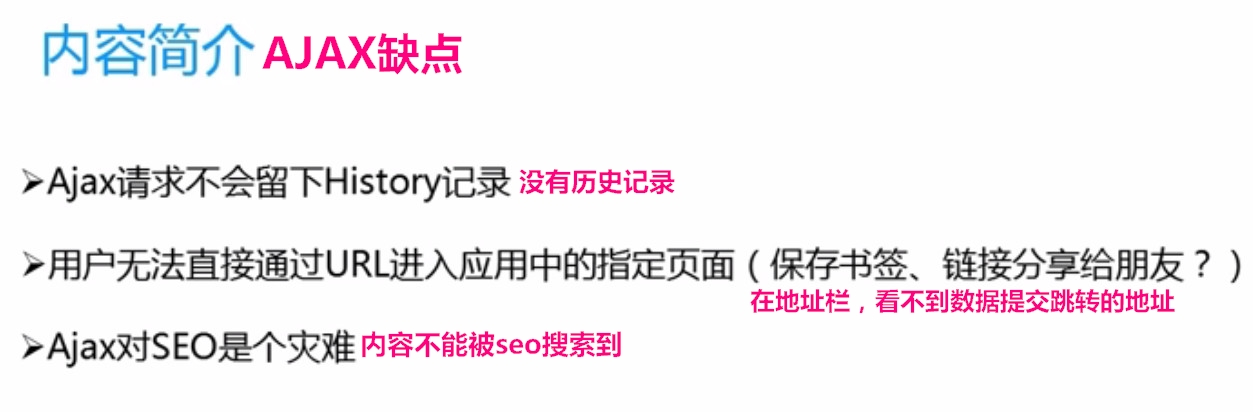 内容简介 AJAX缺点
➢Ajax请求不会留下History记录 没有历史记录
➢用户无法直接通过URL进入应用中的指定页面（保存书签、链接分享给朋友？）
在地址栏，看不到数据提交跳转的地址
➢Ajax对SEO是个灾难 内容不能被seo搜索到